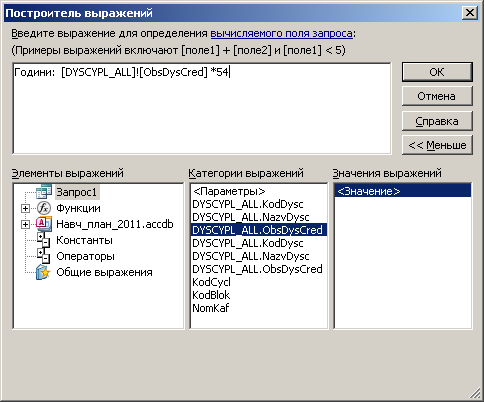 Построитель выражений
Введите выражение для определения вычисляемого поля запроса:
(Примеры выражений включают [поле1] + [поле2] и [поле1] < 5)
Години: [DYSCYPL_ALL]![ObsDysCred] *54
ОК
Отмена
Справка
<< Меньше
Элементы выражений
Категории выражений
Значения выражений
Запрос1
Функции
Навч_план_2011.accdb
Константы
Операторы
Общие выражения
<Параметры>
DYSCYPL_ALL.KodDysc
DYSCYPL_ALL.NazvDysc
DYSCYPL_ALL.ObsDysCred
DYSCYPL_ALL.KodDysc
DYSCYPL_ALL.NazvDysc
DYSCYPL_ALL.ObsDysCred
KodCycl
KodBlok
NomKaf
<Значение>